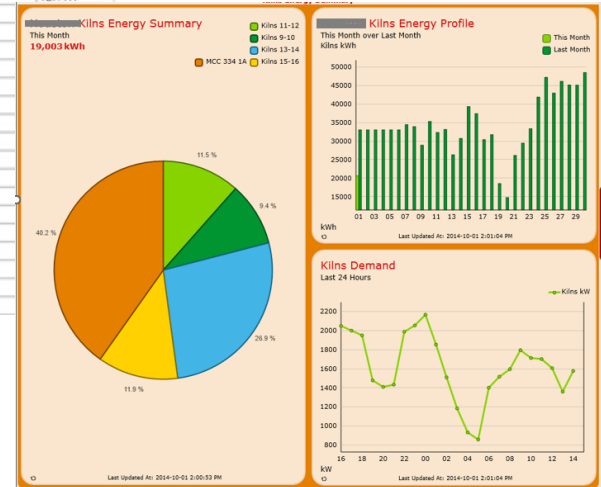 Kilns Energy Summary
This Month
19,003 kWh
Kilns 11-12
Kilns 9-10
Kilns 13-14
MCC 334 1A
Kilns 15-16
11.5 %
9.4 %
26.9 %
11.9 %
40.2 %
Last Updated At: 2014-10-01 2:00:53 PM
Kilns Energy Profile
This Month over Last Month
Kilns kWh
This Month
Last Month
50000
45000
40000
35000
30000
25000
20000
15000
01 03 05 07 09 11 13 15 17 19 21 23 25 27 29
kWh
Last Updated At: 2014-10-01 2:01:04 PM
Kilns Demand
Last 24 Hours
Kilns kW
2200
2000
1800
1600
1400
1200
1000
800
16 18 20 22 00 02 04 06 08 10 12 14
kW
Last Updated At: 2014-10-01 2:01:04 PM